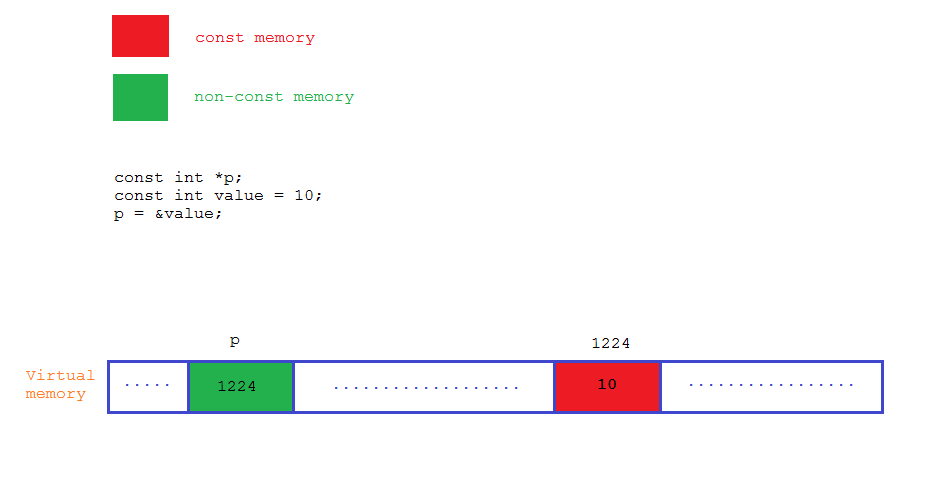 const memory
non-const memory
const int *p;
const int value = 10;
p = &value;
p
1224
Virtual
memory
.....
1224
...................
10
.................